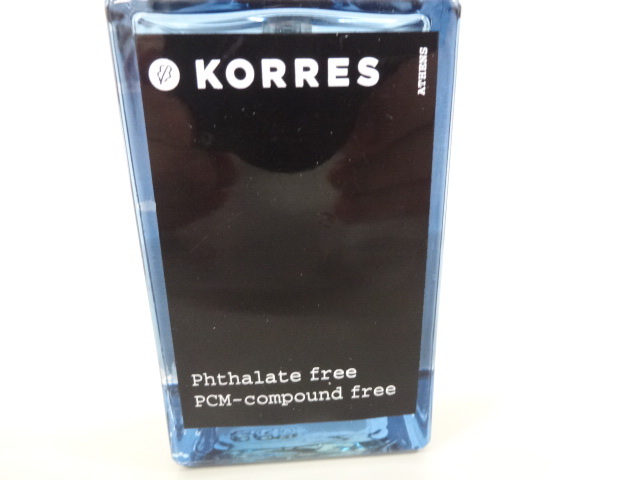 KORRES
ATHENS
Phthalate free
PCM-compound free